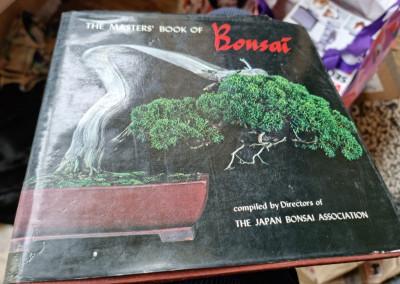 THE MASTERS' BOOK OF Bonsai
compiled by Directors of
THE JAPAN BONSAI ASSOCIATION